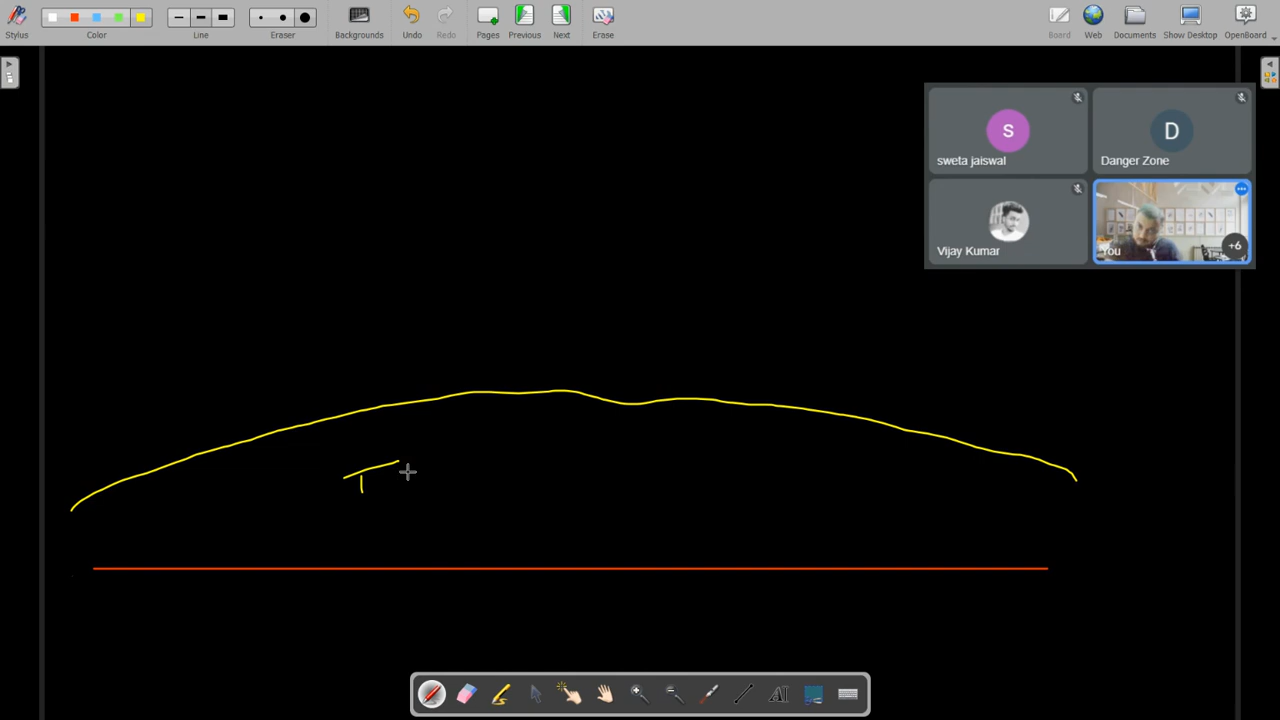 Stylus
Color
Line
Eraser
Backgrounds
Undo
Redo
Pages
Previous
Next
Erase
Board
Web
Documents
Show Desktop
OpenBoard
S
sweta jaiswal
D
Danger Zone
Vijay Kumar
You
+6
T
AI